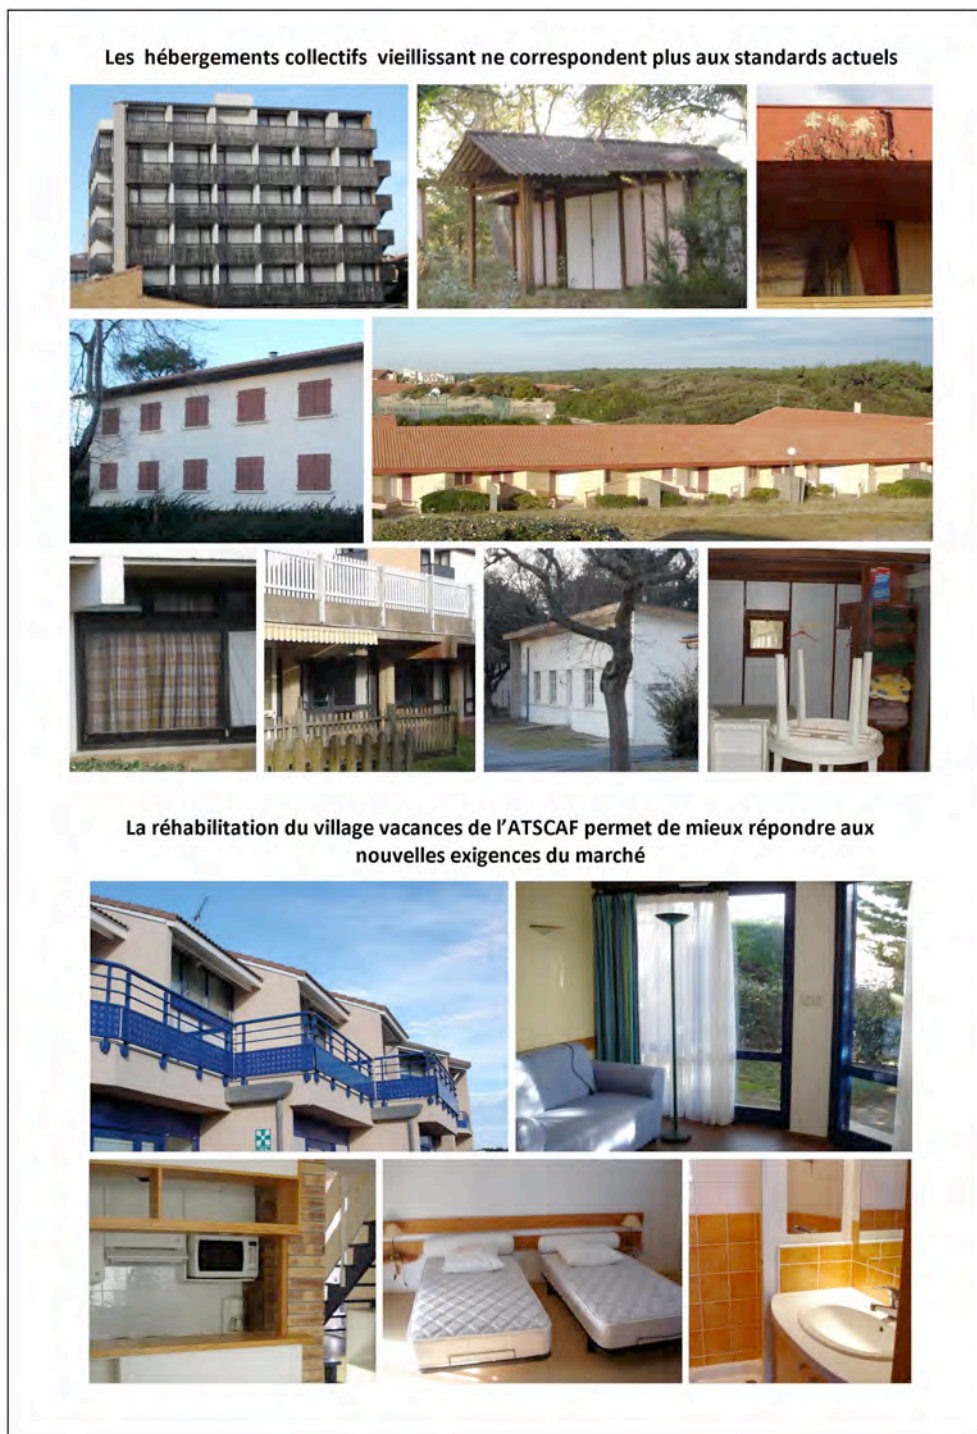 Les hébergements collectifs vieillissant ne correspondent plus aux standards actuels
La réhabilitation du village vacances de l'ATSCAF permet de mieux répondre aux
nouvelles exigences du marché